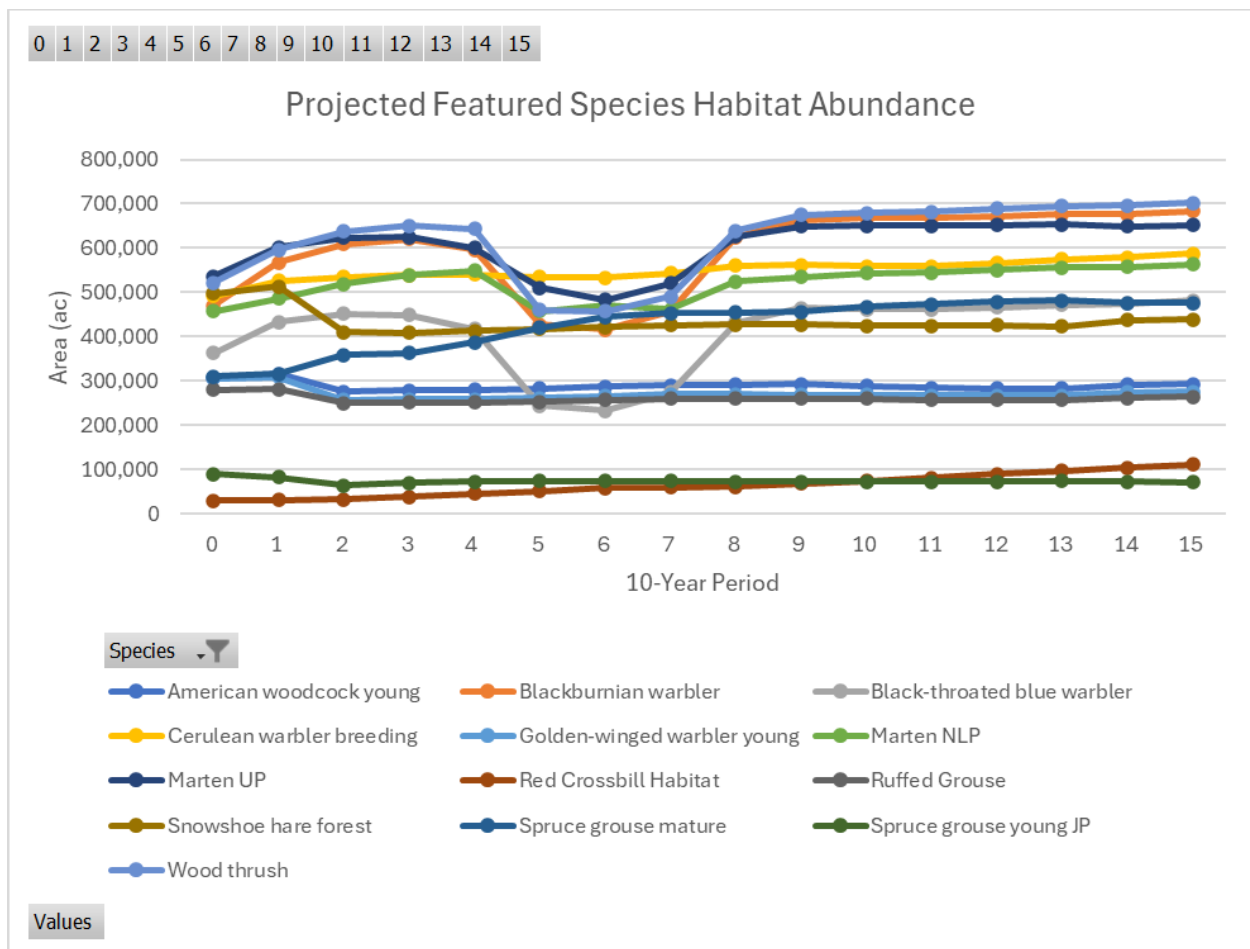 0 1 2 3 4 5 6 7 8 9 10 11 12 13 14 15
Projected Featured Species Habitat Abundance
800,000
700,000
600,000
500,000
400,000
300,000
200,000
100,000
0
Area (ac)
0 1 2 3 4 5 6 7 8 9 10 11 12 13 14 15
10-Year Period
Species
American woodcock young Blackburnian warbler Black-throated blue warbler
Cerulean warbler breeding Golden-winged warbler young Marten NLP
Marten UP Red Crossbill Habitat Ruffed Grouse
Snowshoe hare forest Spruce grouse mature Spruce grouse young JP
Wood thrush
Values